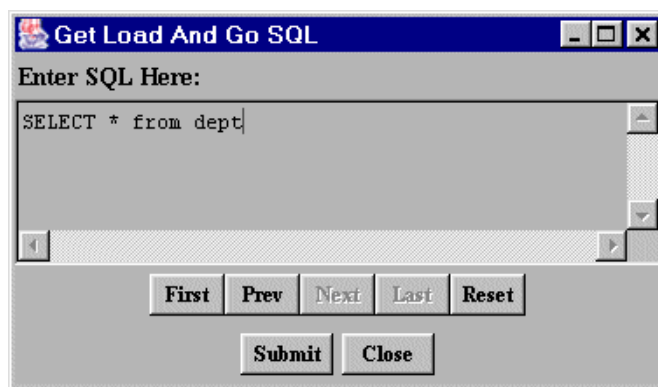 Get Load And Go SQL
Enter SQL Here:
SELECT * from dept
First Prev Next Last Reset
Submit Close